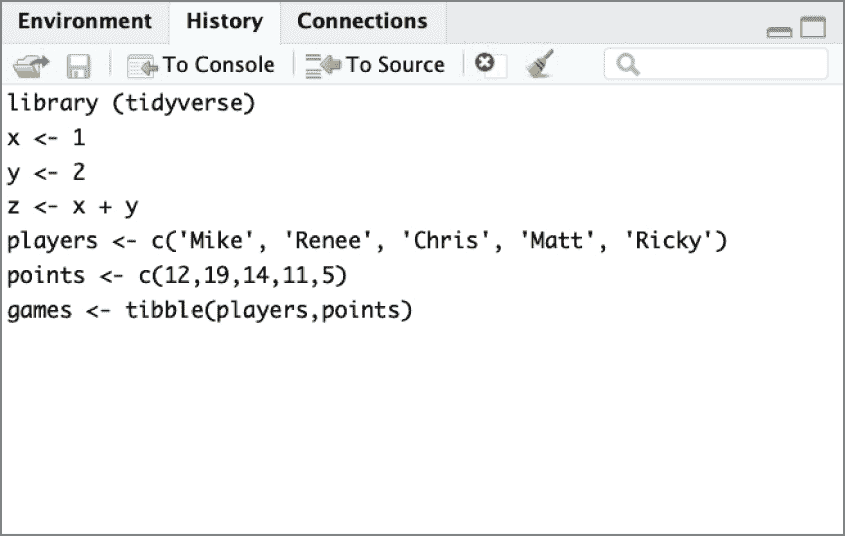 Environment History Connections
To Console To Source
library (tidyverse)
x <- 1
y <- 2
z <- x + y
players <- c('Mike', 'Renee', 'Chris', 'Matt', 'Ricky')
points <- c(12,19,14,11,5)
games <- tibble(players,points)